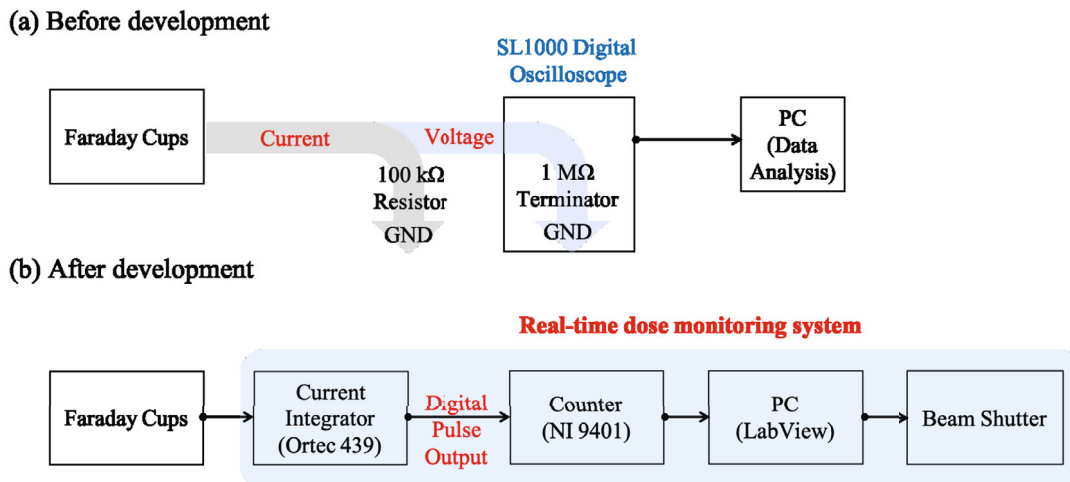 (a) Before development
SL1000 Digital
Oscilloscope
Faraday Cups
Current
Voltage
100 kΩ
Resistor
GND
1 MΩ
Terminator
GND
PC
(Data
Analysis)
(b) After development
Real-time dose monitoring system
Faraday Cups
Current
Integrator
(Ortec 439)
Digital
Pulse
Output
Counter
(NI 9401)
PC
(LabView)
Beam Shutter